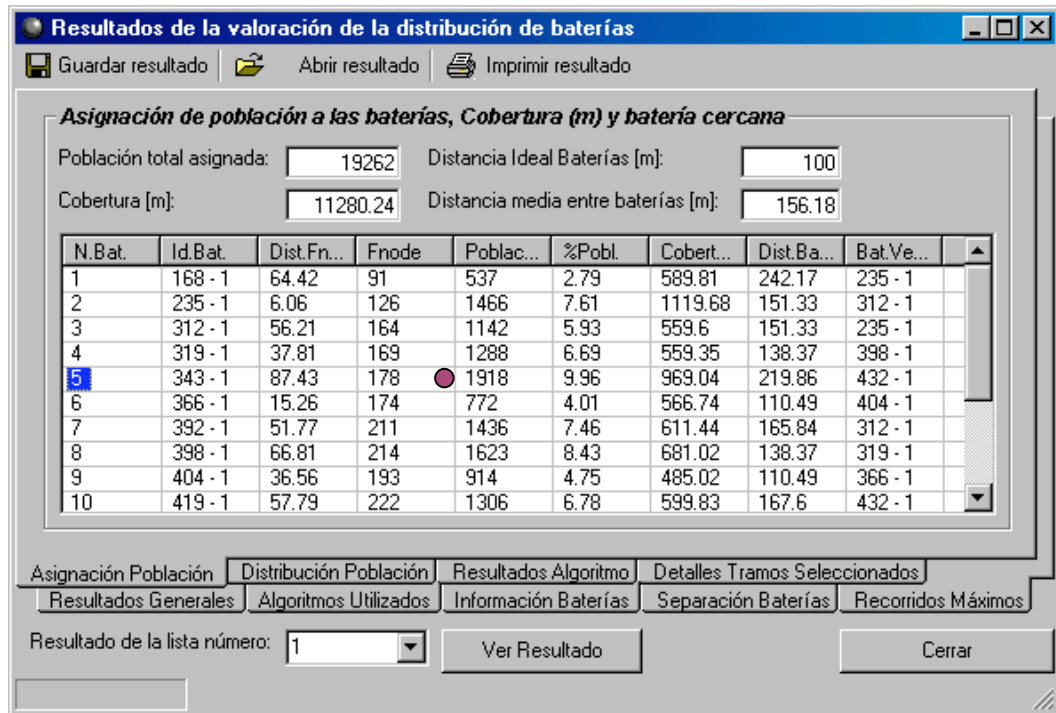 Resultados de la valoración de la distribución de baterías
Guardar resultado Abrir resultado Imprimir resultado
Asignación de población a las baterías, Cobertura (m) y batería cercana
Población total asignada: 19262 Distancia Ideal Baterías [m]: 100
Cobertura [m]: 11280.24 Distancia media entre baterías [m]: 156.18
N.Bat. Id.Bat. Dist.Fn... Fnode Poblac... %Pobl. Cobert... Dist.Ba... Bat.Ve...
1 168 - 1 64.42 91 537 2.79 589.81 242.17 235 - 1
2 235 - 1 6.06 126 1466 7.61 1119.68 151.33 312 - 1
3 312 - 1 56.21 164 1142 5.93 559.6 151.33 235 - 1
4 319 - 1 37.81 169 1288 6.69 559.35 138.37 398 - 1
5 343 - 1 87.43 178 1918 9.96 969.04 219.86 432 - 1
6 366 - 1 15.26 174 772 4.01 566.74 110.49 404 - 1
7 392 - 1 51.77 211 1436 7.46 611.44 165.84 312 - 1
8 398 - 1 66.81 214 1623 8.43 681.02 138.37 319 - 1
9 404 - 1 36.56 193 914 4.75 485.02 110.49 366 - 1
10 419 - 1 57.79 222 1306 6.78 599.83 167.6 432 - 1
Asignación Población Distribución Población Resultados Algoritmo Detalles Tramos Seleccionados
Resultados Generales Algoritmos Utilizados Información Baterías Separación Baterías Recorridos Máximos
Resultado de la lista número: 1 Ver Resultado Cerrar